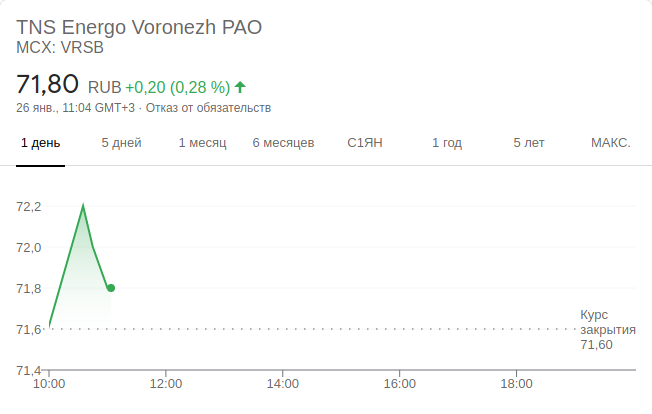 TNS Energo Voronezh PAO
MCX: VRSB
71,80 RUB +0,20 (0,28 %)
26 янв., 11:04 GMT+3 · Отказ от обязательств
1 день 5 дней 1 месяц 6 месяцев С1ЯН 1 год 5 лет МАКС.
72,2
72,0
71,8
71,6
71,4
Курс
закрытия
71,60
10:00 12:00 14:00 16:00 18:00